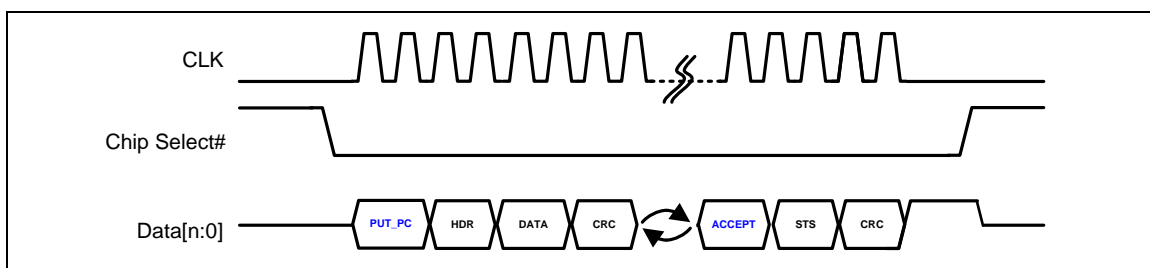 CLK
Chip Select#
Data[n:0] PUT_PC HDR DATA CRC ACCEPT STS CRC